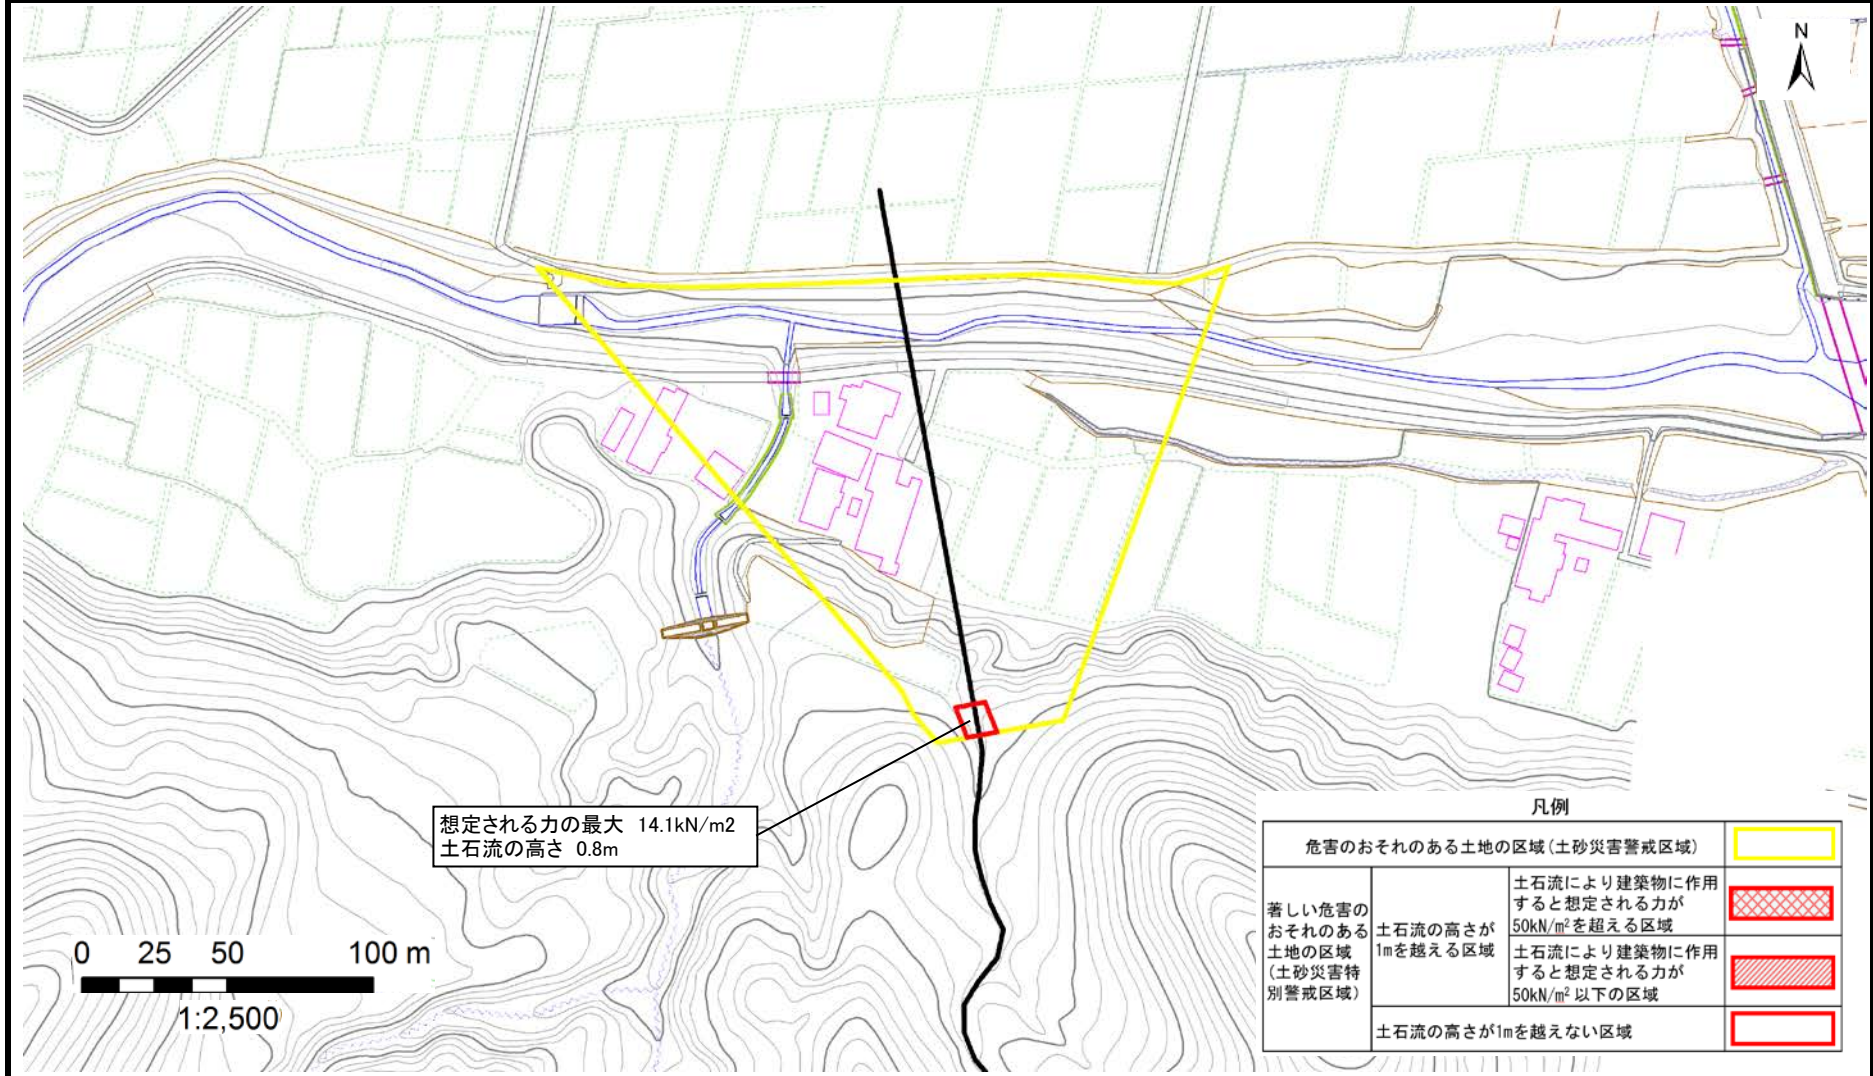 N
想定される力の最大 14.1kN/m2
土石流の高さ 0.8m
0 25 50 100 m
1:2,500
凡例
危害のおそれのある土地の区域(土砂災害警戒区域)
著しい危害の
おそれのある
土地の区域
(土砂災害特
別警戒区域)
土石流の高さが
1mを越える区域
土石流により建築物に作用
すると想定される力が
50kN/m²を超える区域
土石流により建築物に作用
すると想定される力が
50kN/m² 以下の区域
土石流の高さが1mを越えない区域